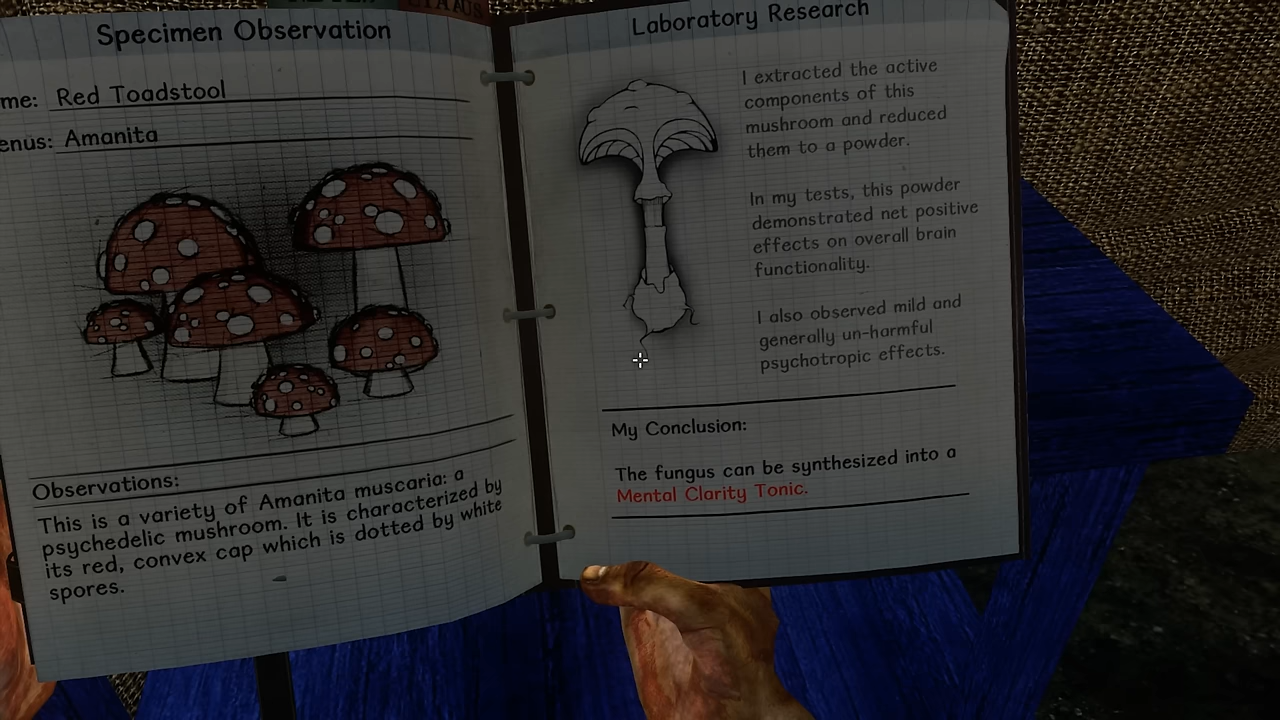 Specimen Observation
me: Red Toadstool
enus: Amanita
Observations:
This is a variety of Amanita muscaria: a
psychedelic mushroom. It is characterized by
its red, convex cap which is dotted by white
spores.
Laboratory Research
I extracted the active
components of this
mushroom and reduced
them to a powder.
In my tests, this powder
demonstrated net positive
effects on overall brain
functionality.
I also observed mild and
generally un-harmful
psychotropic effects.
My Conclusion:
The fungus can be synthesized into a
Mental Clarity Tonic.